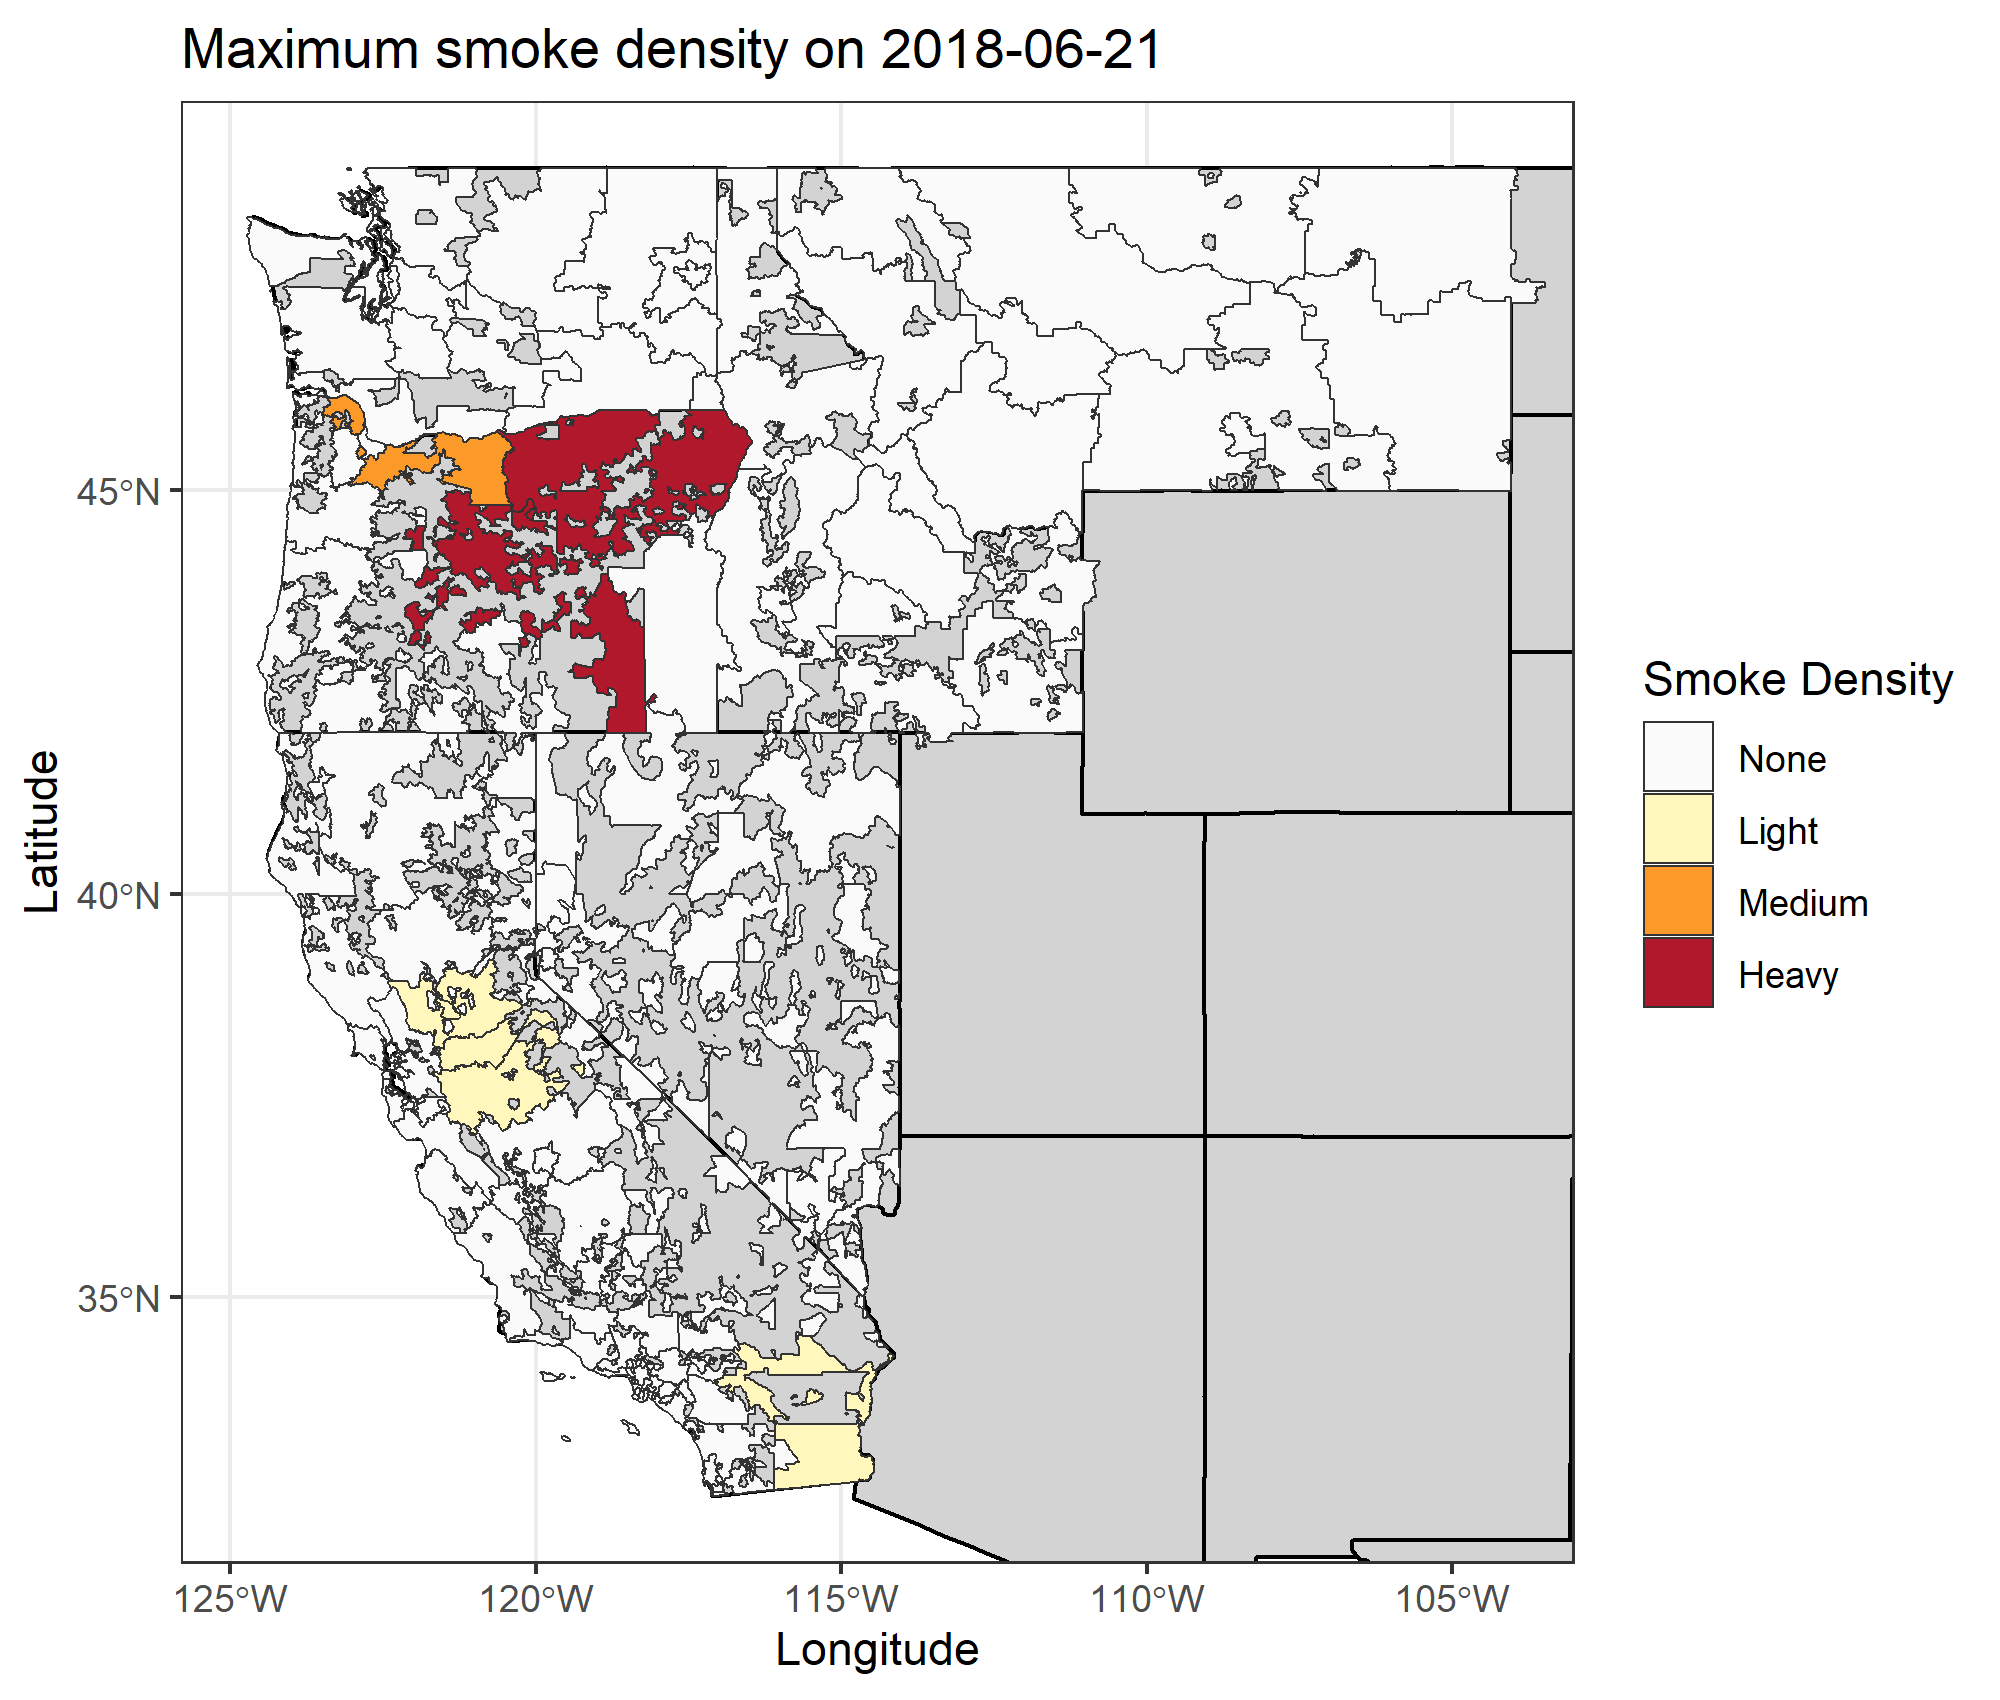 Maximum smoke density on 2018-06-21
Latitude
45°N
40°N
35°N
125°W
120°W
115°W
110°W
105°W
Longitude
Smoke Density
None
Light
Medium
Heavy